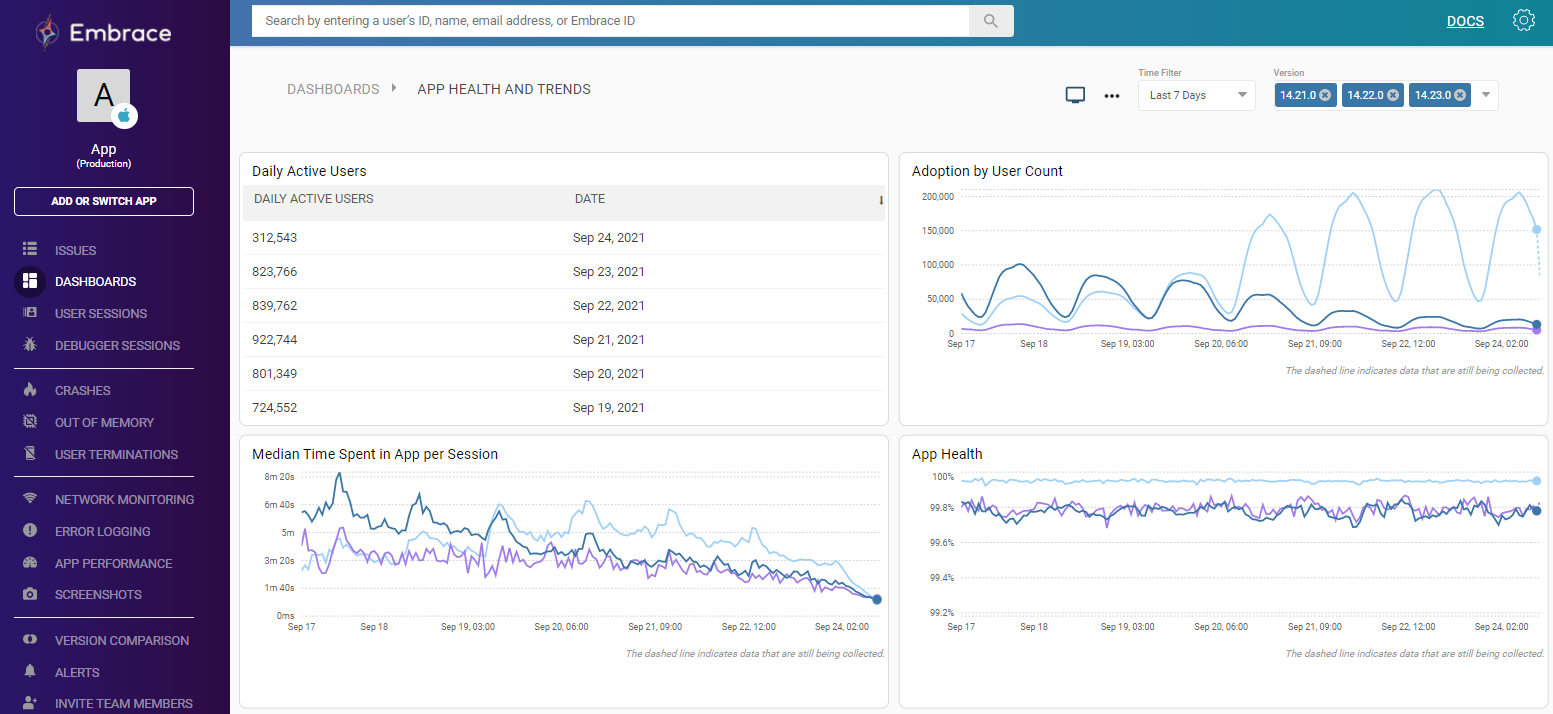 Embrace
Search by entering a user's ID, name, email address, or Embrace ID
DOCS
A
App
(Production)
ADD OR SWITCH APP
ISSUES
DASHBOARDS
USER SESSIONS
DEBUGGER SESSIONS
CRASHES
OUT OF MEMORY
USER TERMINATIONS
NETWORK MONITORING
ERROR LOGGING
APP PERFORMANCE
SCREENSHOTS
VERSION COMPARISON
ALERTS
INVITE TEAM MEMBERS
DASHBOARDS APP HEALTH AND TRENDS
Time Filter
Last 7 Days
Version
14.21.0 14.22.0 14.23.0
Daily Active Users
DAILY ACTIVE USERS DATE
312,543 Sep 24, 2021
823,766 Sep 23, 2021
839,762 Sep 22, 2021
922,744 Sep 21, 2021
801,349 Sep 20, 2021
724,552 Sep 19, 2021
Adoption by User Count
200,000
150,000
100,000
50,000
0
Sep 17 Sep 18 Sep 19, 03:00 Sep 20, 06:00 Sep 21, 09:00 Sep 22, 12:00 Sep 24, 02:00
The dashed line indicates data that are still being collected.
Median Time Spent in App per Session
8m 20s
6m 40s
5m
3m 20s
1m 40s
0ms
Sep 17 Sep 18 Sep 19, 03:00 Sep 20, 06:00 Sep 21, 09:00 Sep 22, 12:00 Sep 24, 02:00
The dashed line indicates data that are still being collected.
App Health
100%
99.8%
99.6%
99.4%
99.2%
Sep 17 Sep 18 Sep 19, 03:00 Sep 20, 06:00 Sep 21, 09:00 Sep 22, 12:00 Sep 24, 02:00
The dashed line indicates data that are still being collected.